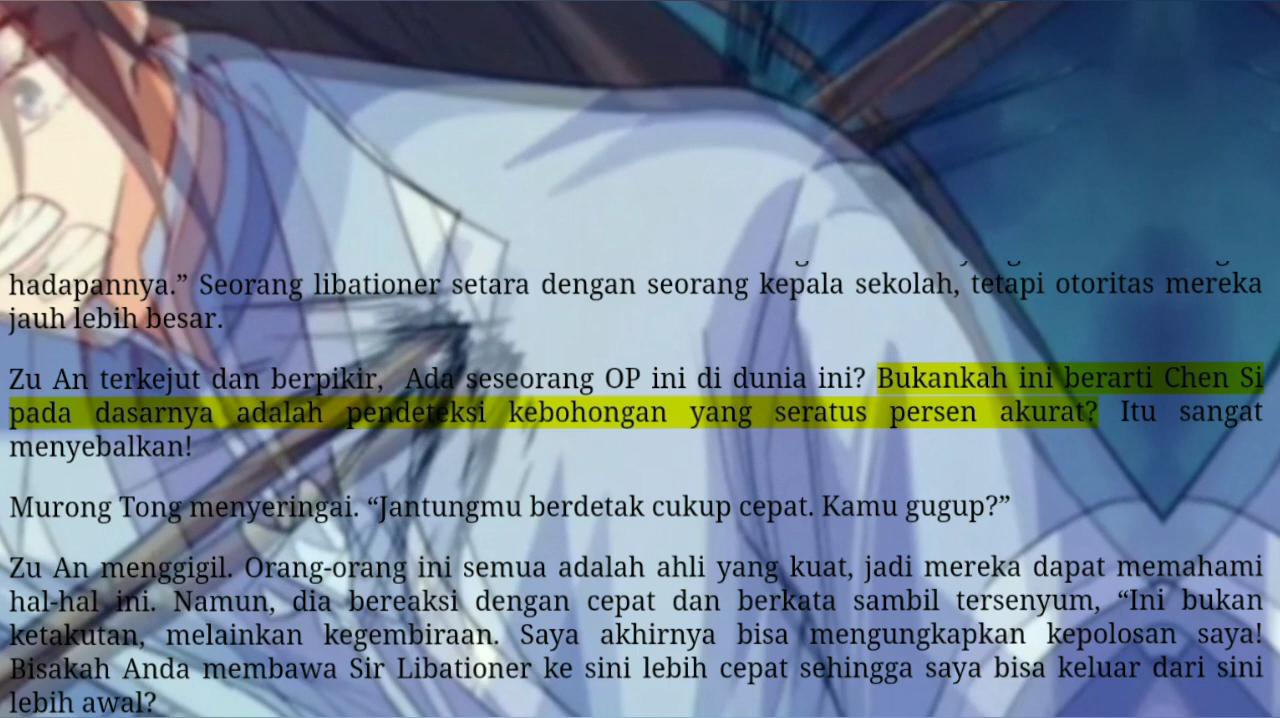 hadapannya.” Seorang libationer setara dengan seorang kepala sekolah, tetapi otoritas mereka
jauh lebih besar.
Zu An terkejut dan berpikir, Ada seseorang OP ini di dunia ini? Bukankah ini berarti Chen Si
pada dasarnya adalah pendeteksi kebohongan yang seratus persen akurat? Itu sangat
menyebalkan!
Murong Tong menyeringai. “Jantungmu berdetak cukup cepat. Kamu gugup?”
Zu An menggigil. Orang-orang ini semua adalah ahli yang kuat, jadi mereka dapat memahami
hal-hal ini. Namun, dia bereaksi dengan cepat dan berkata sambil tersenyum, “Ini bukan
ketakutan, melainkan kegembiraan. Saya akhirnya bisa mengungkapkan kepolosan saya!
Bisakah Anda membawa Sir Libationer ke sini lebih cepat sehingga saya bisa keluar dari sini
lebih awal?